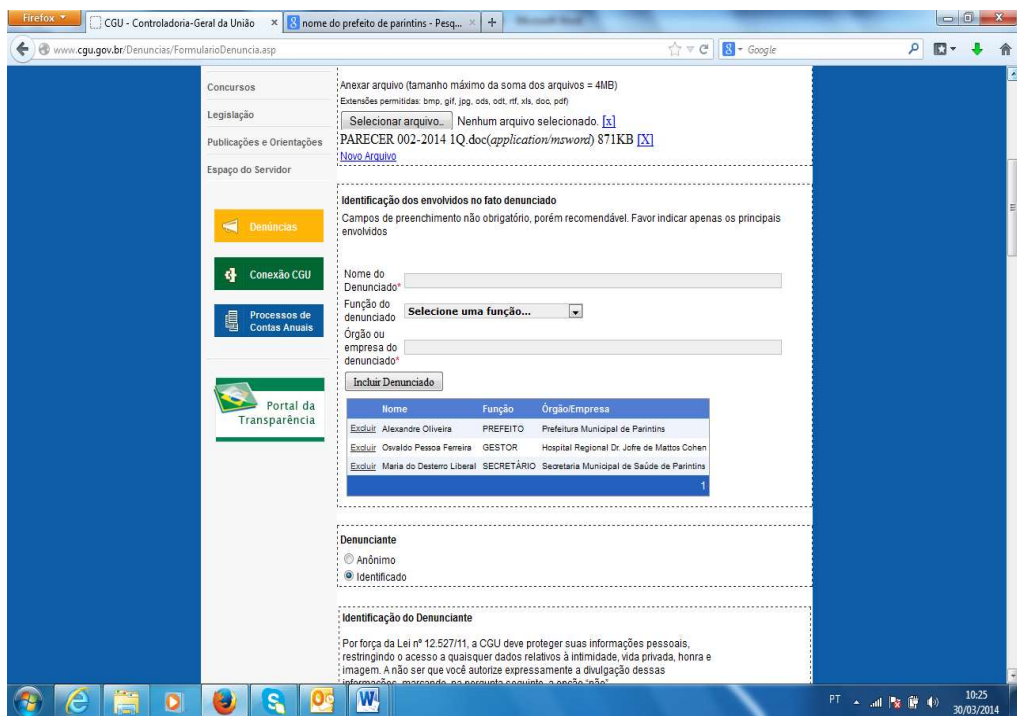 Firefox
CGU - Controladoria-Geral da União × 
nome do prefeito de parintins - Pesq... × +
www.cgu.gov.br/Denuncias/FormularioDenuncia.asp
Google
Concursos
Legislação
Publicações e Orientações
Espaço do Servidor
Denúncias
Conexão CGU
Processos de
Contas Anuais
Portal da
Transparência
Anexar arquivo (tamanho máximo da soma dos arquivos = 4MB)
Extensões permitidas: bmp, gif, jpg, ods, odt, rtf, xls, doc, pdf)
Selecionar arquivo.. Nenhum arquivo selecionado. [x]
PARECER 002-2014 1Q.doc(application/msword) 871KB [X]
Novo Arquivo
Identificação dos envolvidos no fato denunciado
Campos de preenchimento não obrigatório, porém recomendável. Favor indicar apenas os principais
envolvidos
Nome do
Denunciado*
Função do
denunciado
Selecione uma função...
Órgão ou
empresa do
denunciado*
Incluir Denunciado
Nome Função Órgão/Empresa
Excluir Alexandre Oliveira PREFEITO Prefeitura Municipal de Parintins
Excluir Osvaldo Pessoa Ferreira GESTOR Hospital Regional Dr. Jofre de Mattos Cohen
Excluir Maria do Desterro Liberal SECRETÁRIO Secretaria Municipal de Saúde de Parintins
1
Denunciante
Anônimo
Identificado
Identificação do Denunciante
Por força da Lei nº 12.527/11, a CGU deve proteger suas informações pessoais,
restringindo o acesso a quaisquer dados relativos à intimidade, vida privada, honra e
imagem. A não ser que você autorize expressamente a divulgação dessas
informações, marcando, na pergunta seguinte, a opção "não"
PT
10:25
30/03/2014